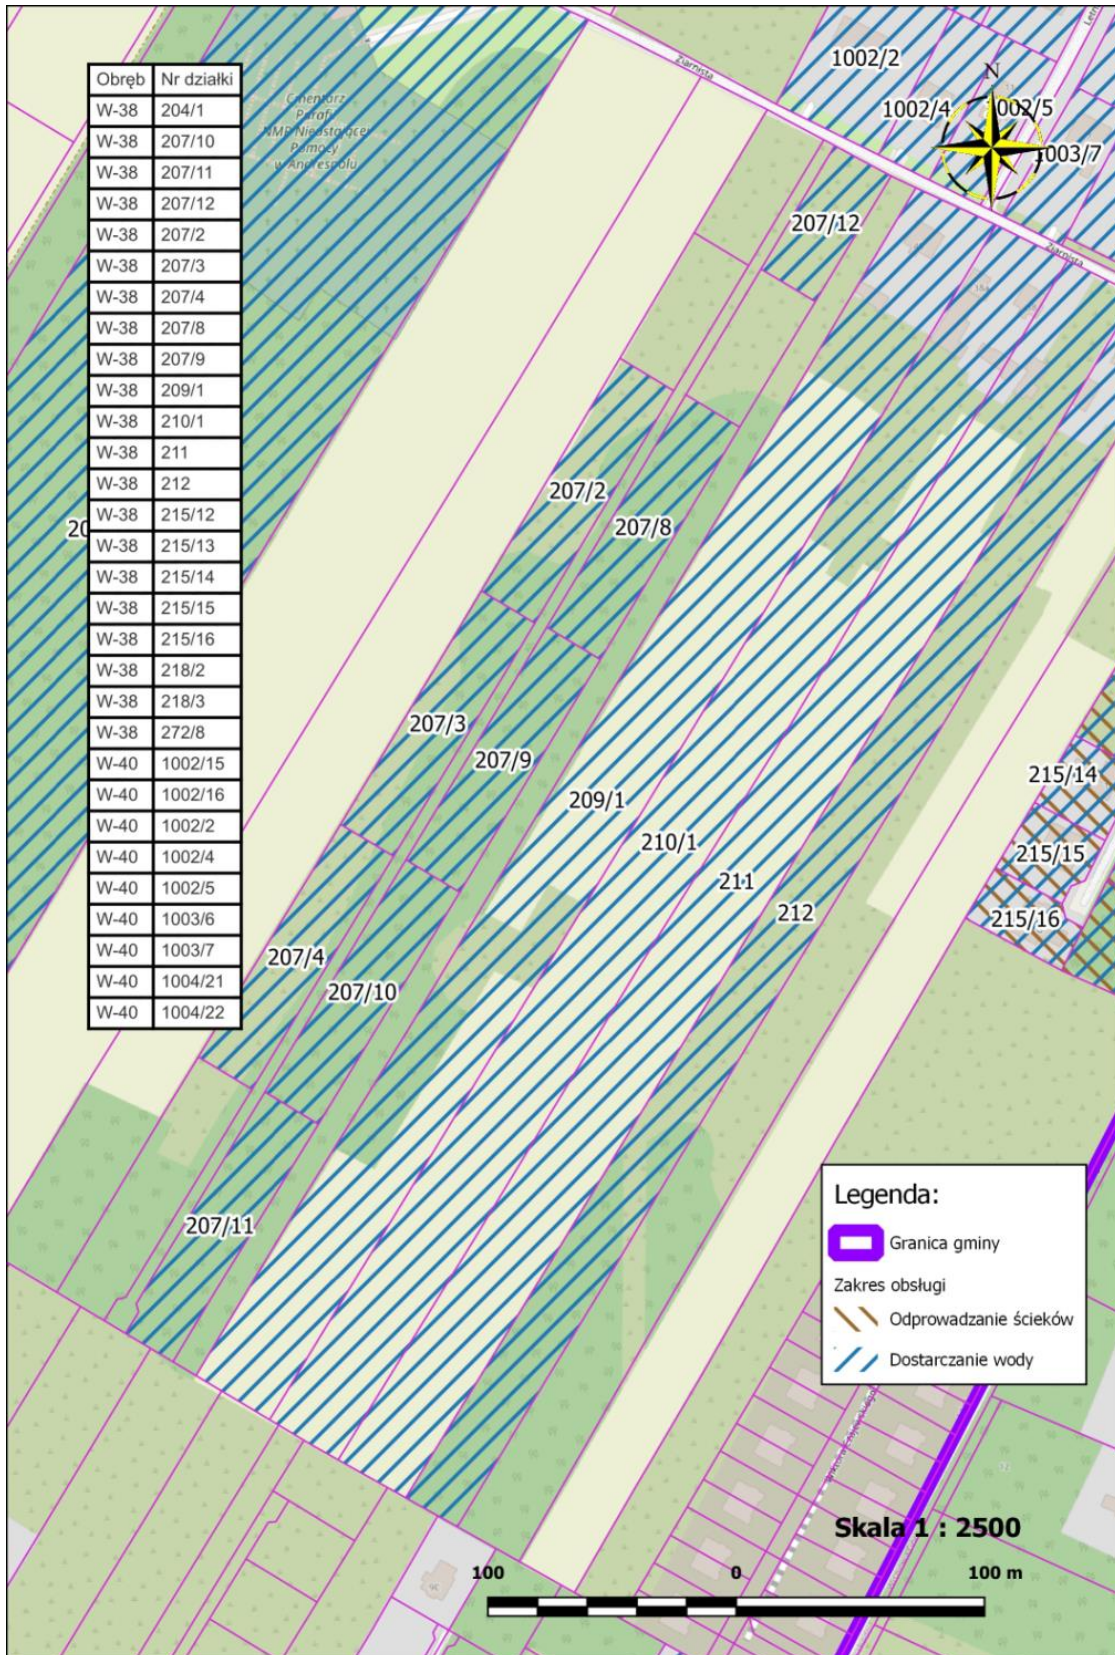 Obręb Nr działki
W-38 204/1
W-38 207/10
W-38 207/11
W-38 207/12
W-38 207/2
W-38 207/3
W-38 207/4
W-38 207/8
W-38 207/9
W-38 209/1
W-38 210/1
W-38 211
W-38 212
W-38 215/12
W-38 215/13
W-38 215/14
W-38 215/15
W-38 215/16
W-38 218/2
W-38 218/3
W-38 272/8
W-40 1002/15
W-40 1002/16
W-40 1002/2
W-40 1002/4
W-40 1002/5
W-40 1003/6
W-40 1003/7
W-40 1004/21
W-40 1004/22
Cmentarz
Parafii
NMP Nieustającej
Pomocy
w Andrespolu
Ziarnista
1002/2
N
1002/4
002/5
1003/7
207/12
Ziarnista
20
207/2
207/8
207/3
207/9
209/1
210/1
211
212
215/14
215/15
215/16
207/4
207/10
207/11
Legenda:
Granica gminy
Zakres obsługi
Odprowadzanie ścieków
Dostarczanie wody
Skala 1 : 2500
100 0 100 m